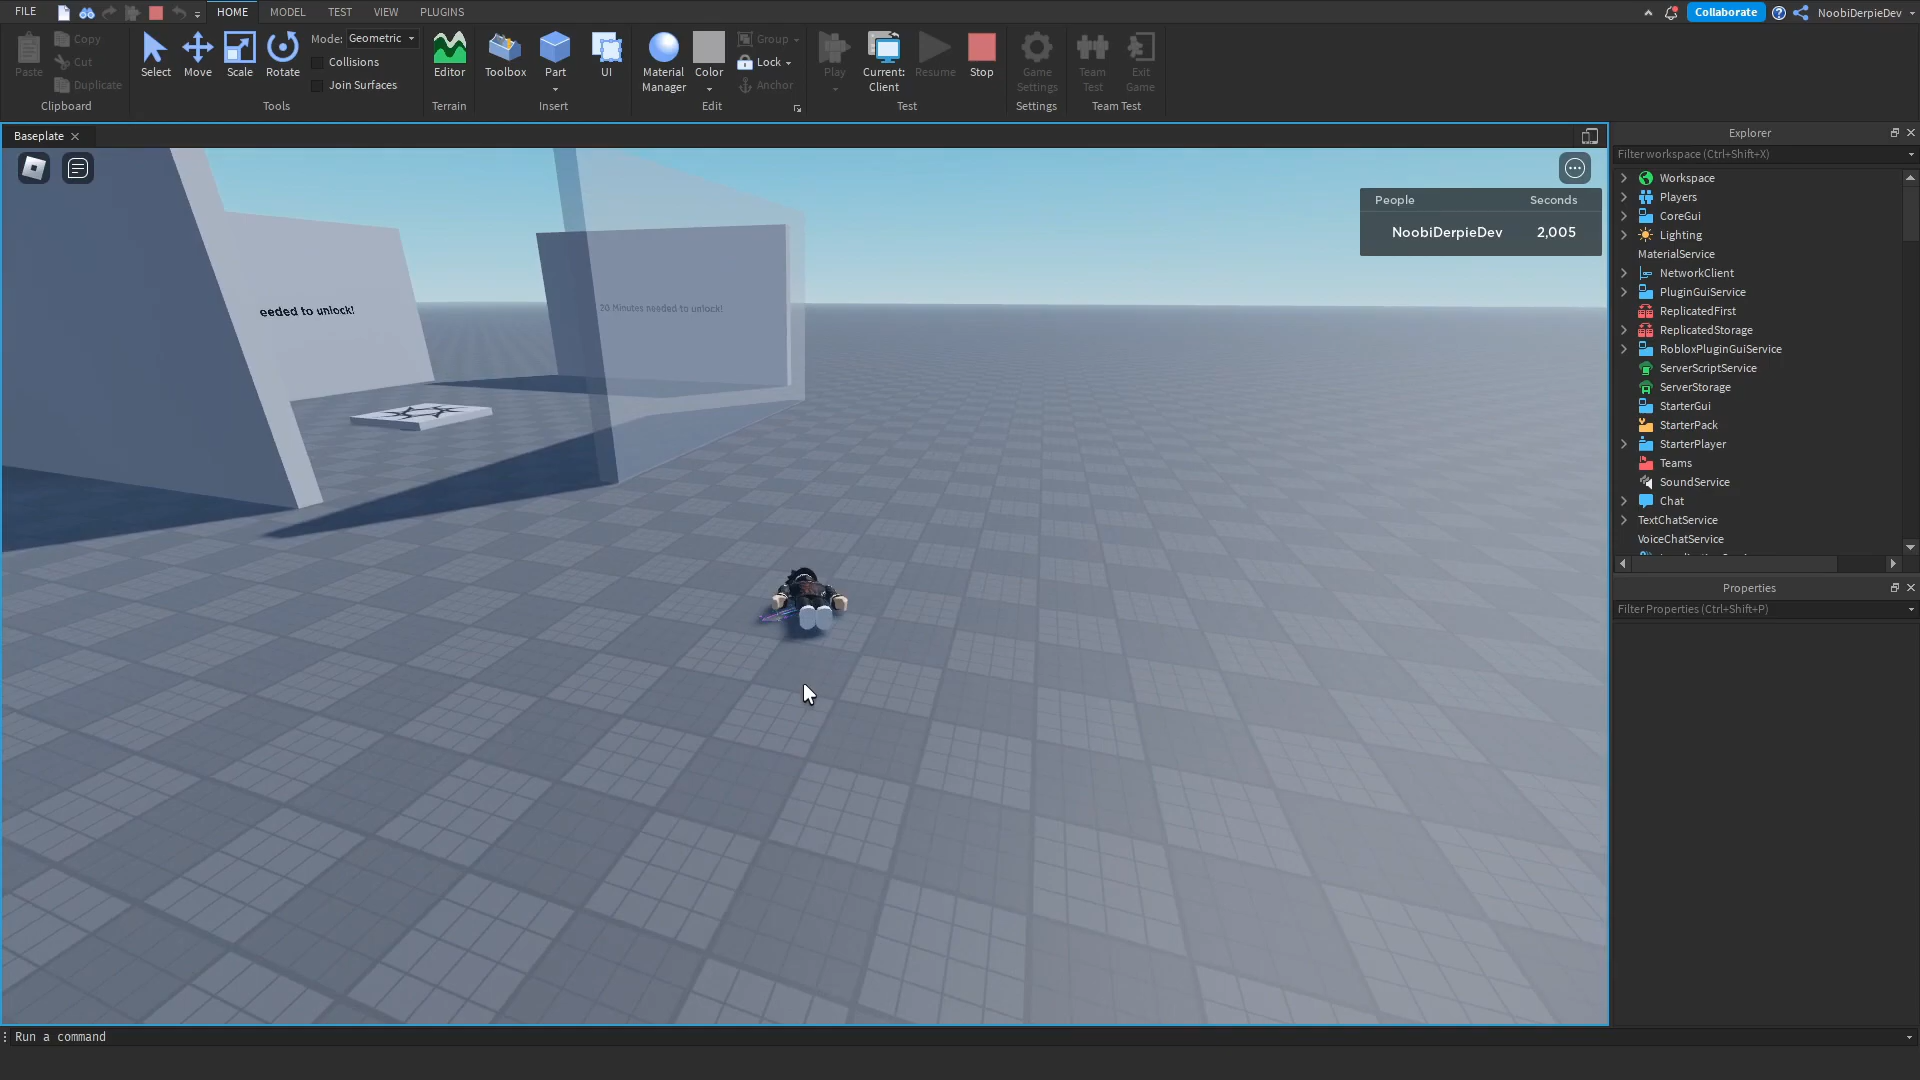 FILE
HOME
MODEL
TEST
VIEW
PLUGINS
Collaborate
NoobiDerpieDev
Paste
Copy
Cut
Duplicate
Clipboard
Select
Move
Scale
Rotate
Mode: Geometric
Collisions
Join Surfaces
Tools
Editor
Terrain
Toolbox
Part
UI
Insert
Material
Manager
Color
Group
Lock
Anchor
Edit
Play
Current:
Client
Resume
Stop
Test
Game
Settings
Settings
Team
Test
Exit
Game
Team Test
Baseplate
eeded to unlock!
20 Minutes needed to unlock!
People Seconds
NoobiDerpieDev 2,005
Explorer
Filter workspace (Ctrl+Shift+X)
Workspace
Players
CoreGui
Lighting
MaterialService
NetworkClient
PluginGuiService
ReplicatedFirst
ReplicatedStorage
RobloxPluginGuiService
ServerScriptService
ServerStorage
StarterGui
StarterPack
StarterPlayer
Teams
SoundService
Chat
TextChatService
VoiceChatService
Properties
Filter Properties (Ctrl+Shift+P)
Run a command